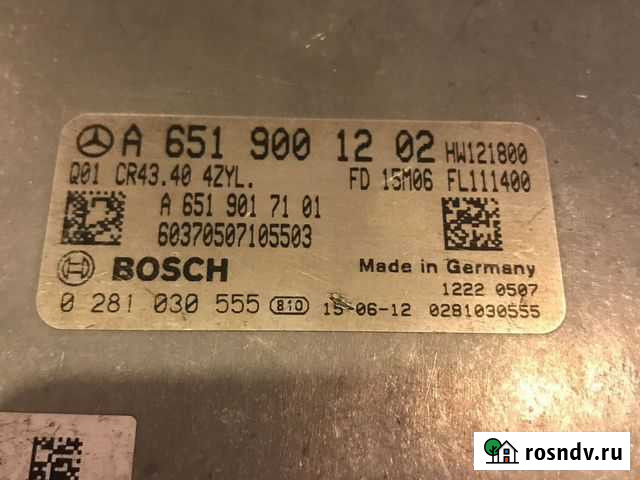 A 651 900 12 02 HW121800
Q01 CR43.40 4ZYL. FD 15M06 FL111400
A 651 901 71 01
60370507105503
BOSCH Made in Germany
1222 0507
0 281 030 555 810 15-06-12 0281030555
rosndv.ru